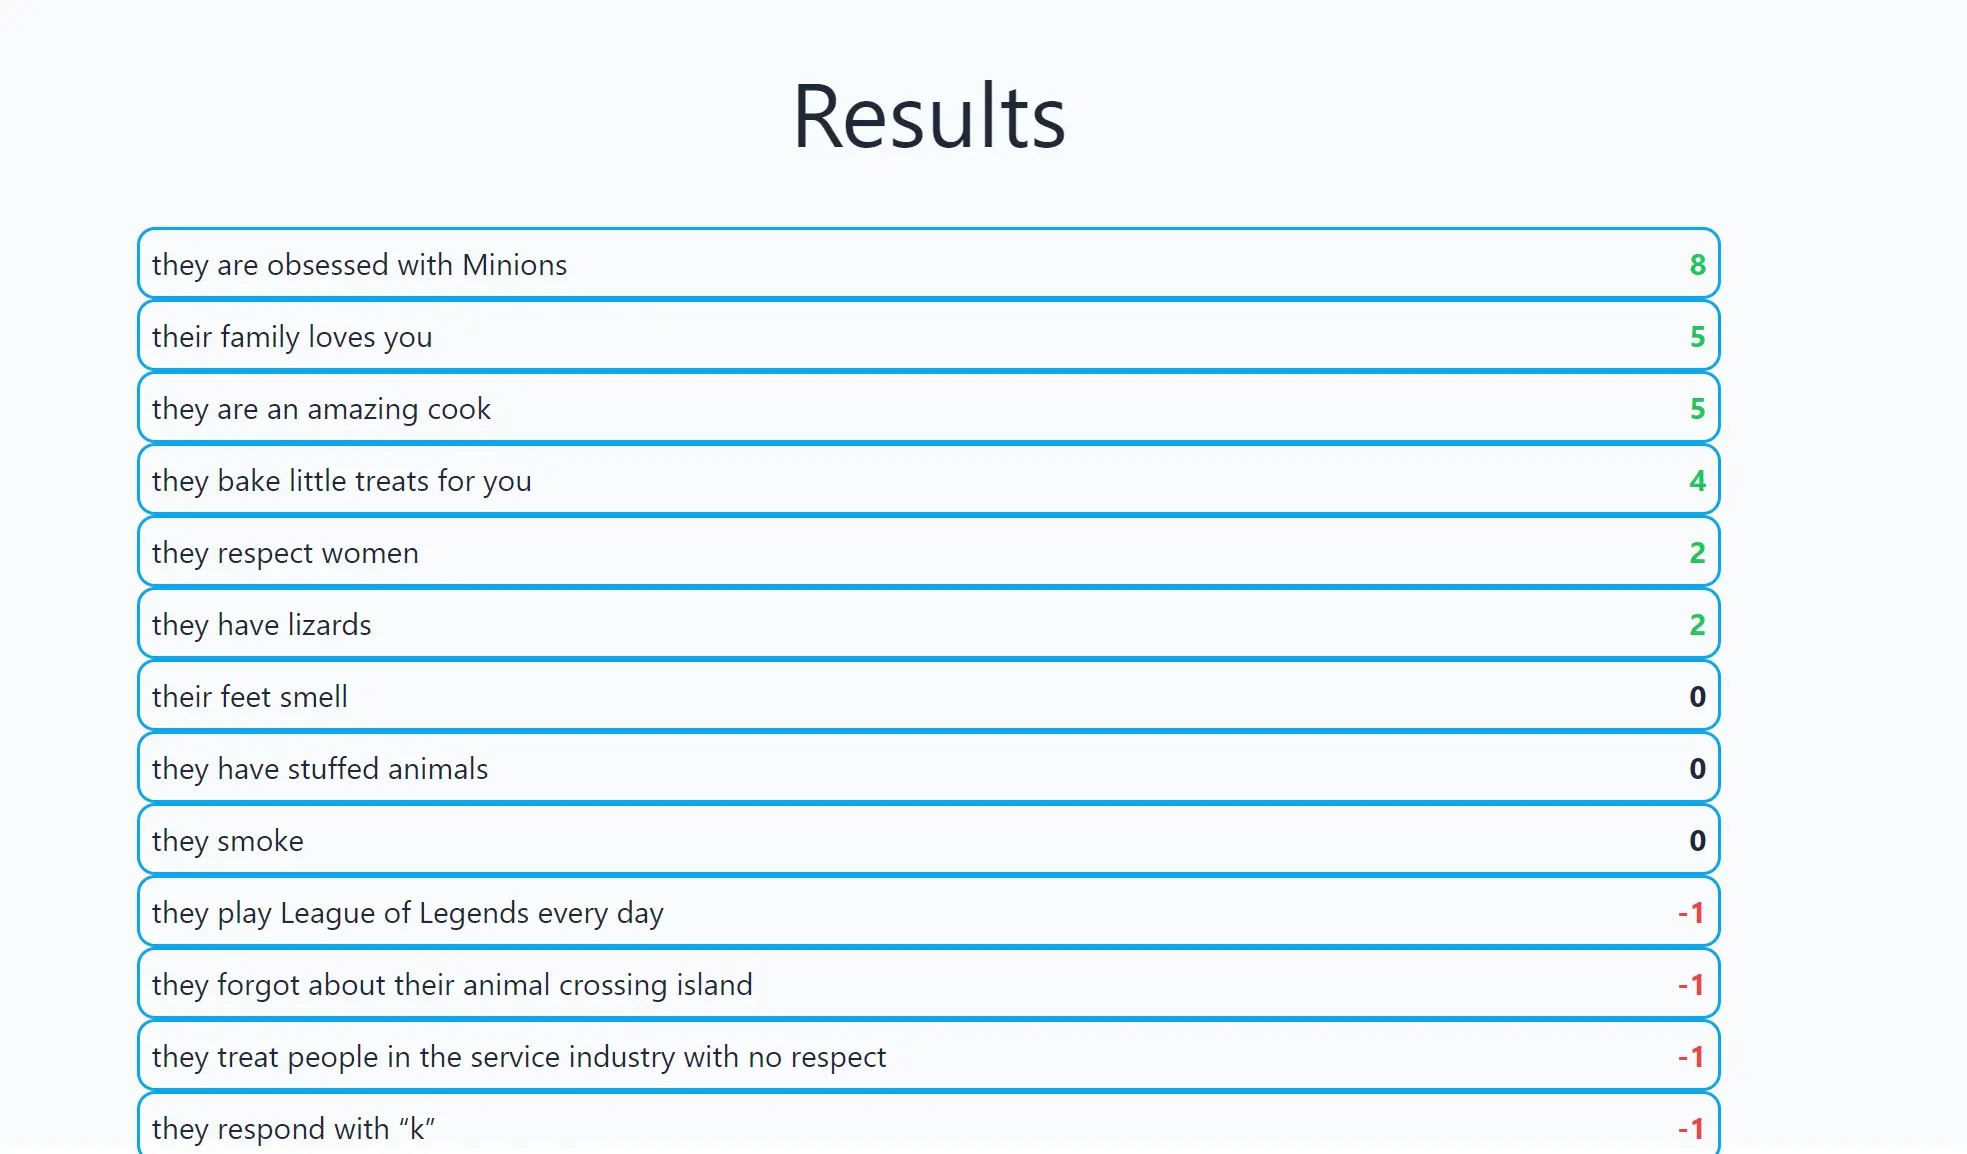 Results
they are obsessed with Minions 8
their family loves you 5
they are an amazing cook 5
they bake little treats for you 4
they respect women 2
they have lizards 2
their feet smell 0
they have stuffed animals 0
they smoke 0
they play League of Legends every day -1
they forgot about their animal crossing island -1
they treat people in the service industry with no respect -1
they respond with “k” -1